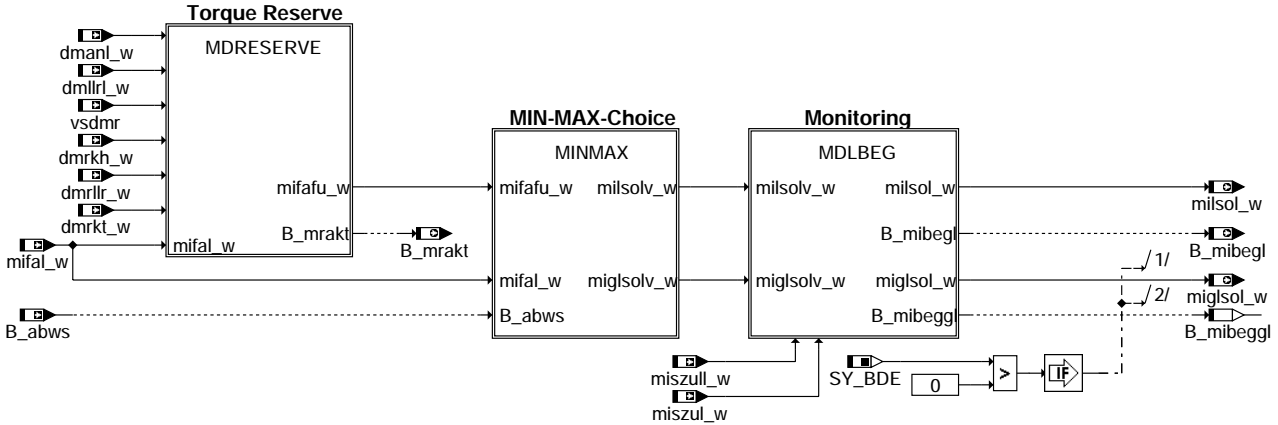 Torque Reserve
MDRESERVE
dmanl_w
dmllrl_w
vsdmr
dmrkh_w
dmrllr_w
dmrkt_w
mifal_w
mifal_w
mifafu_w
B_mrakt
B_mrakt
B_abws
MIN-MAX-Choice
MINMAX
mifafu_w
milsolv_w
mifal_w
miglsolv_w
B_abws
Monitoring
MDLBEG
milsolv_w
milsol_w
B_mibegl
miglsolv_w
miglsol_w
B_mibeggl
milsol_w
B_mibegl
/1/
miglsol_w
/2/
B_mibeggl
miszull_w
miszul_w
SY_BDE
0
>
IF